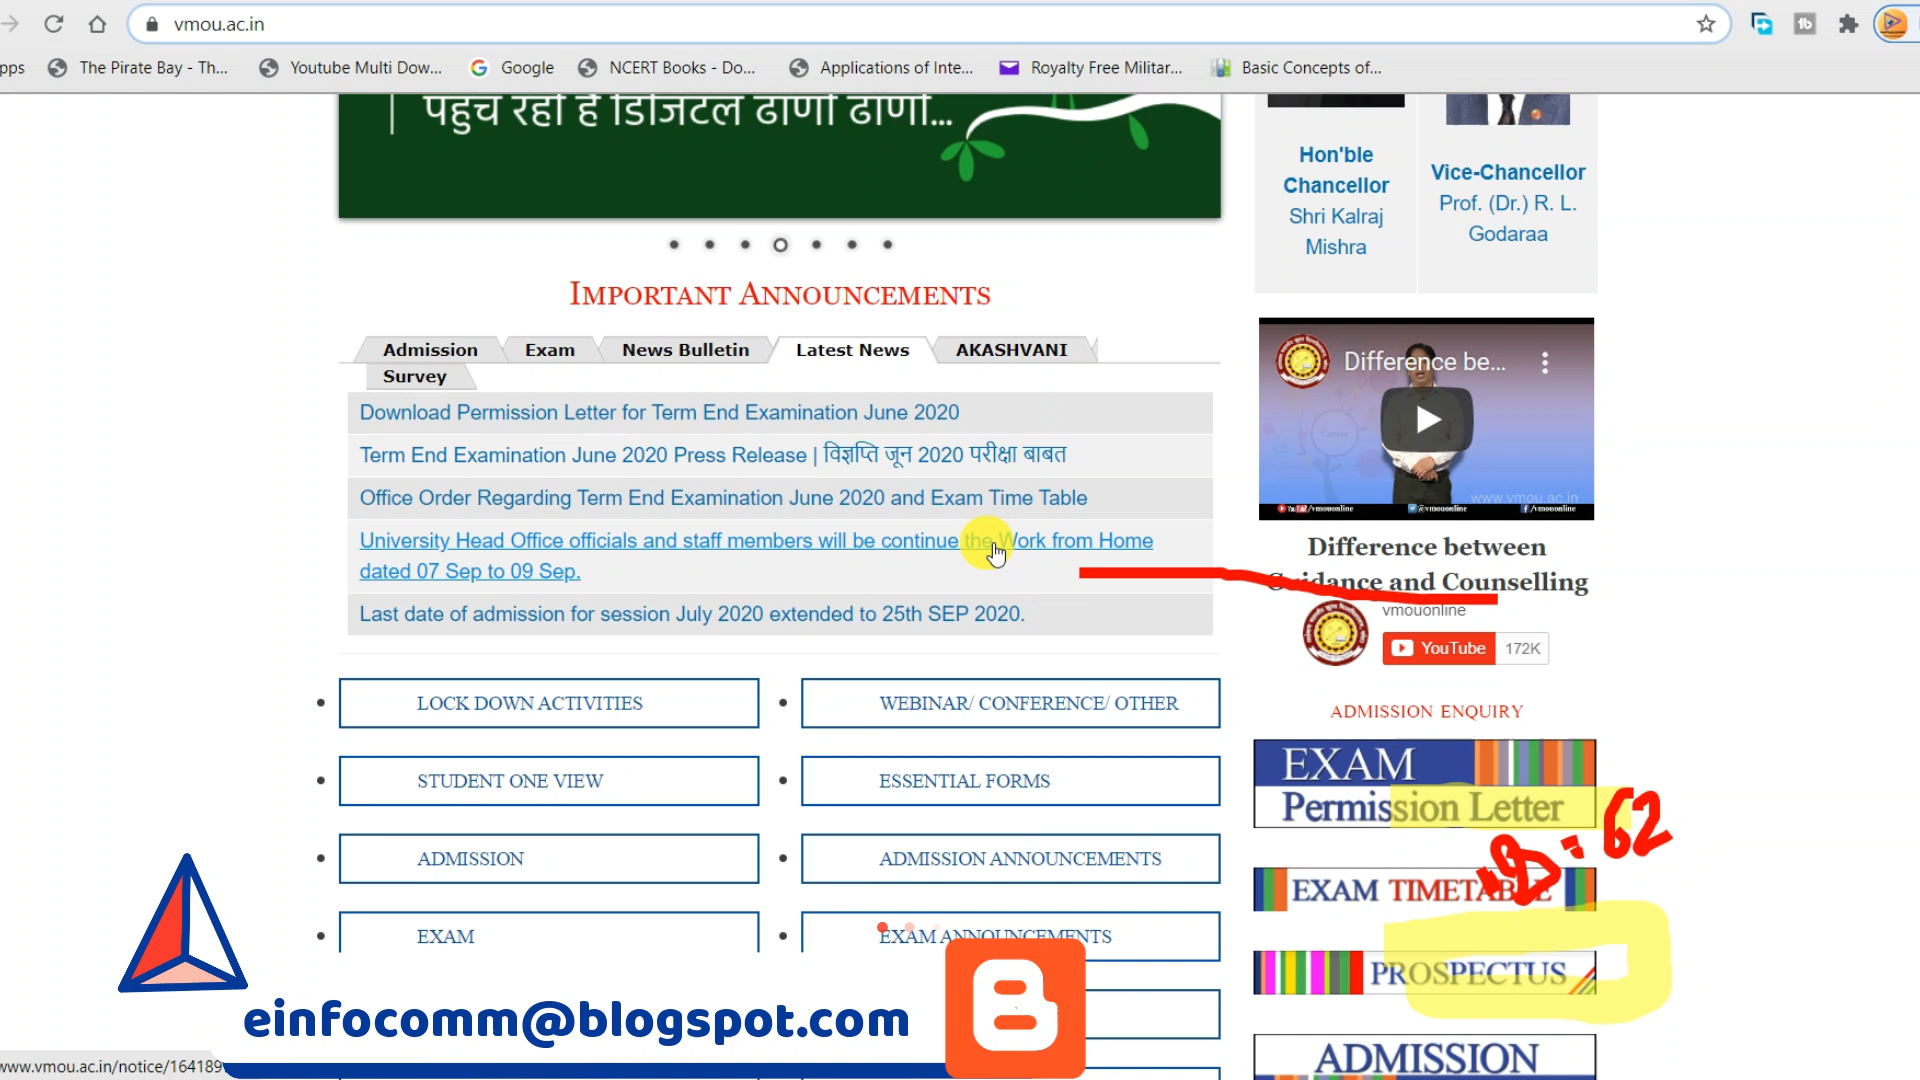 vmou.ac.in
pps
The Pirate Bay - Th...
Youtube Multi Dow...
Google
NCERT Books - Do...
Applications of Inte...
Royalty Free Militar...
Basic Concepts of...
पहुंच रही है डिजिटल ढाणी ढाणी...
Hon'ble
Chancellor
Shri Kalraj
Mishra
Vice-Chancellor
Prof. (Dr.) R. L.
Godaraa
IMPORTANT ANNOUNCEMENTS
Admission
Exam
News Bulletin
Latest News
AKASHVANI
Survey
Download Permission Letter for Term End Examination June 2020
Term End Examination June 2020 Press Release | विज्ञप्ति जून 2020 परीक्षा बाबत
Office Order Regarding Term End Examination June 2020 and Exam Time Table
University Head Office officials and staff members will be continue the Work from Home
dated 07 Sep to 09 Sep.
Last date of admission for session July 2020 extended to 25th SEP 2020.
Difference be...
www.vmou.ac.in
YouTube/vmouonline
@vmouonline
/vmouonline
Difference between
Guidance and Counselling
vmouonline
YouTube
172K
LOCK DOWN ACTIVITIES
WEBINAR/ CONFERENCE/ OTHER
STUDENT ONE VIEW
ESSENTIAL FORMS
ADMISSION
ADMISSION ANNOUNCEMENTS
EXAM
EXAM ANNOUNCEMENTS
ADMISSION ENQUIRY
EXAM
Permission Letter
: 62
EXAM TIMETABLE
PROSPECTUS
ADMISSION
einfocomm@blogspot.com
www.vmou.ac.in/notice/164189